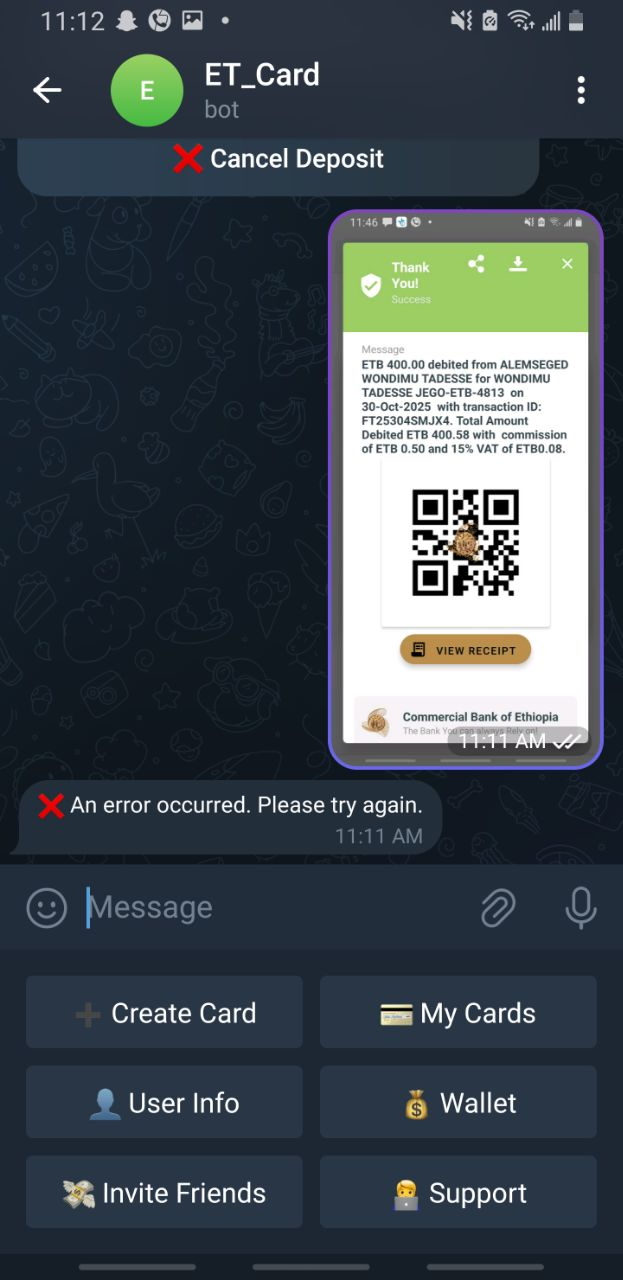 11:12
E
ET_Card
bot
❌ Cancel Deposit
11:46
Thank
You!
Success
Message
ETB 400.00 debited from ALEMSEGED
WONDIMU TADESSE for WONDIMU
TADESSE JEGO-ETB-4813 on
30-Oct-2025 with transaction ID:
FT25304SMJX4. Total Amount
Debited ETB 400.58 with commission
of ETB 0.50 and 15% VAT of ETB0.08.
VIEW RECEIPT
Commercial Bank of Ethiopia
The Bank You can always Rely on!
11:11 AM
❌ An error occurred. Please try again.
11:11 AM
Message
➕ Create Card
💳 My Cards
👤 User Info
💰 Wallet
💸 Invite Friends
🧑‍💻 Support